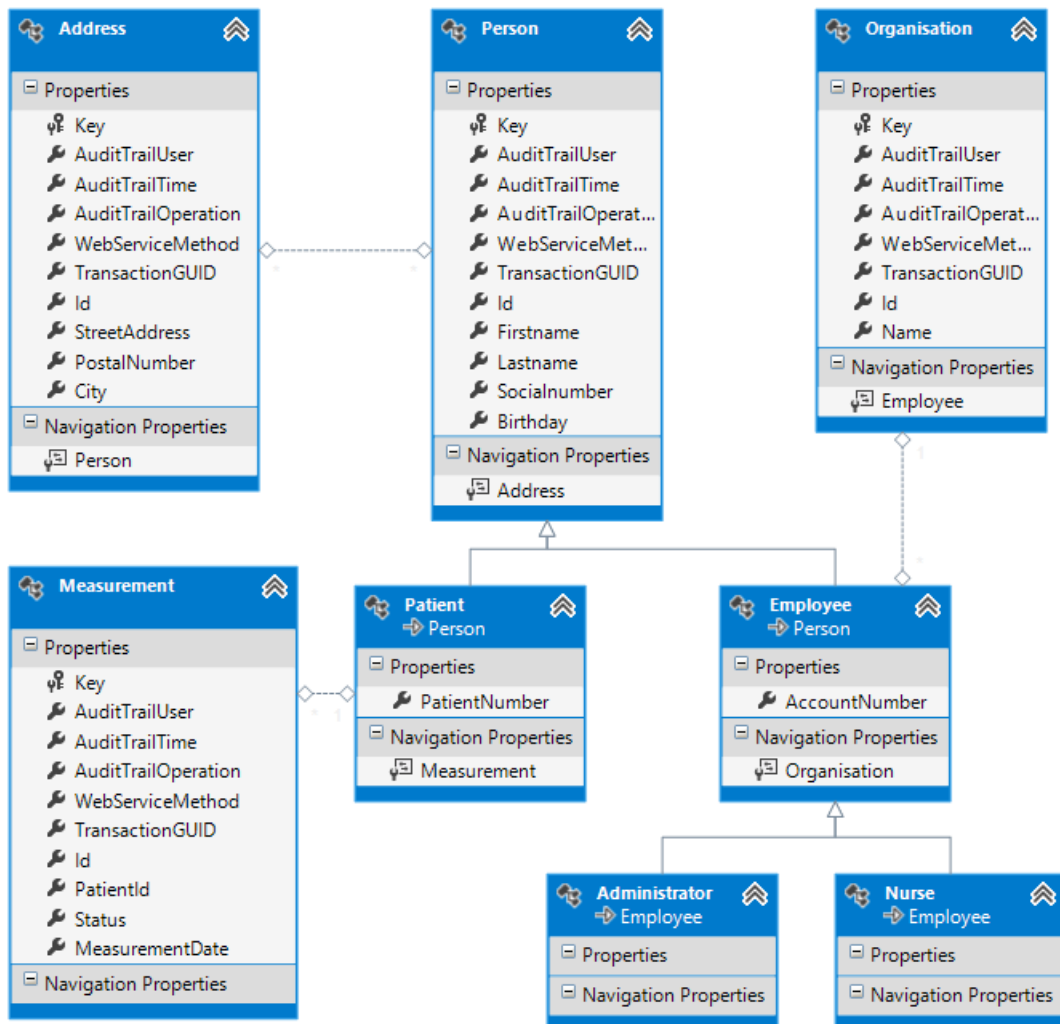 Address
Properties
Key
AuditTrailUser
AuditTrailTime
AuditTrailOperation
WebServiceMethod
TransactionGUID
Id
StreetAddress
PostalNumber
City
Navigation Properties
Person
*
*
Person
Properties
Key
AuditTrailUser
AuditTrailTime
AuditTrailOperat...
WebServiceMet...
TransactionGUID
Id
Firstname
Lastname
Socialnumber
Birthday
Navigation Properties
Address
Organisation
Properties
Key
AuditTrailUser
AuditTrailTime
AuditTrailOperat...
WebServiceMet...
TransactionGUID
Id
Name
Navigation Properties
Employee
1
*
Measurement
Properties
Key
AuditTrailUser
AuditTrailTime
AuditTrailOperation
WebServiceMethod
TransactionGUID
Id
PatientId
Status
MeasurementDate
Navigation Properties
* 1
Patient
Person
Properties
PatientNumber
Navigation Properties
Measurement
Employee
Person
Properties
AccountNumber
Navigation Properties
Organisation
Administrator
Employee
Properties
Navigation Properties
Nurse
Employee
Properties
Navigation Properties